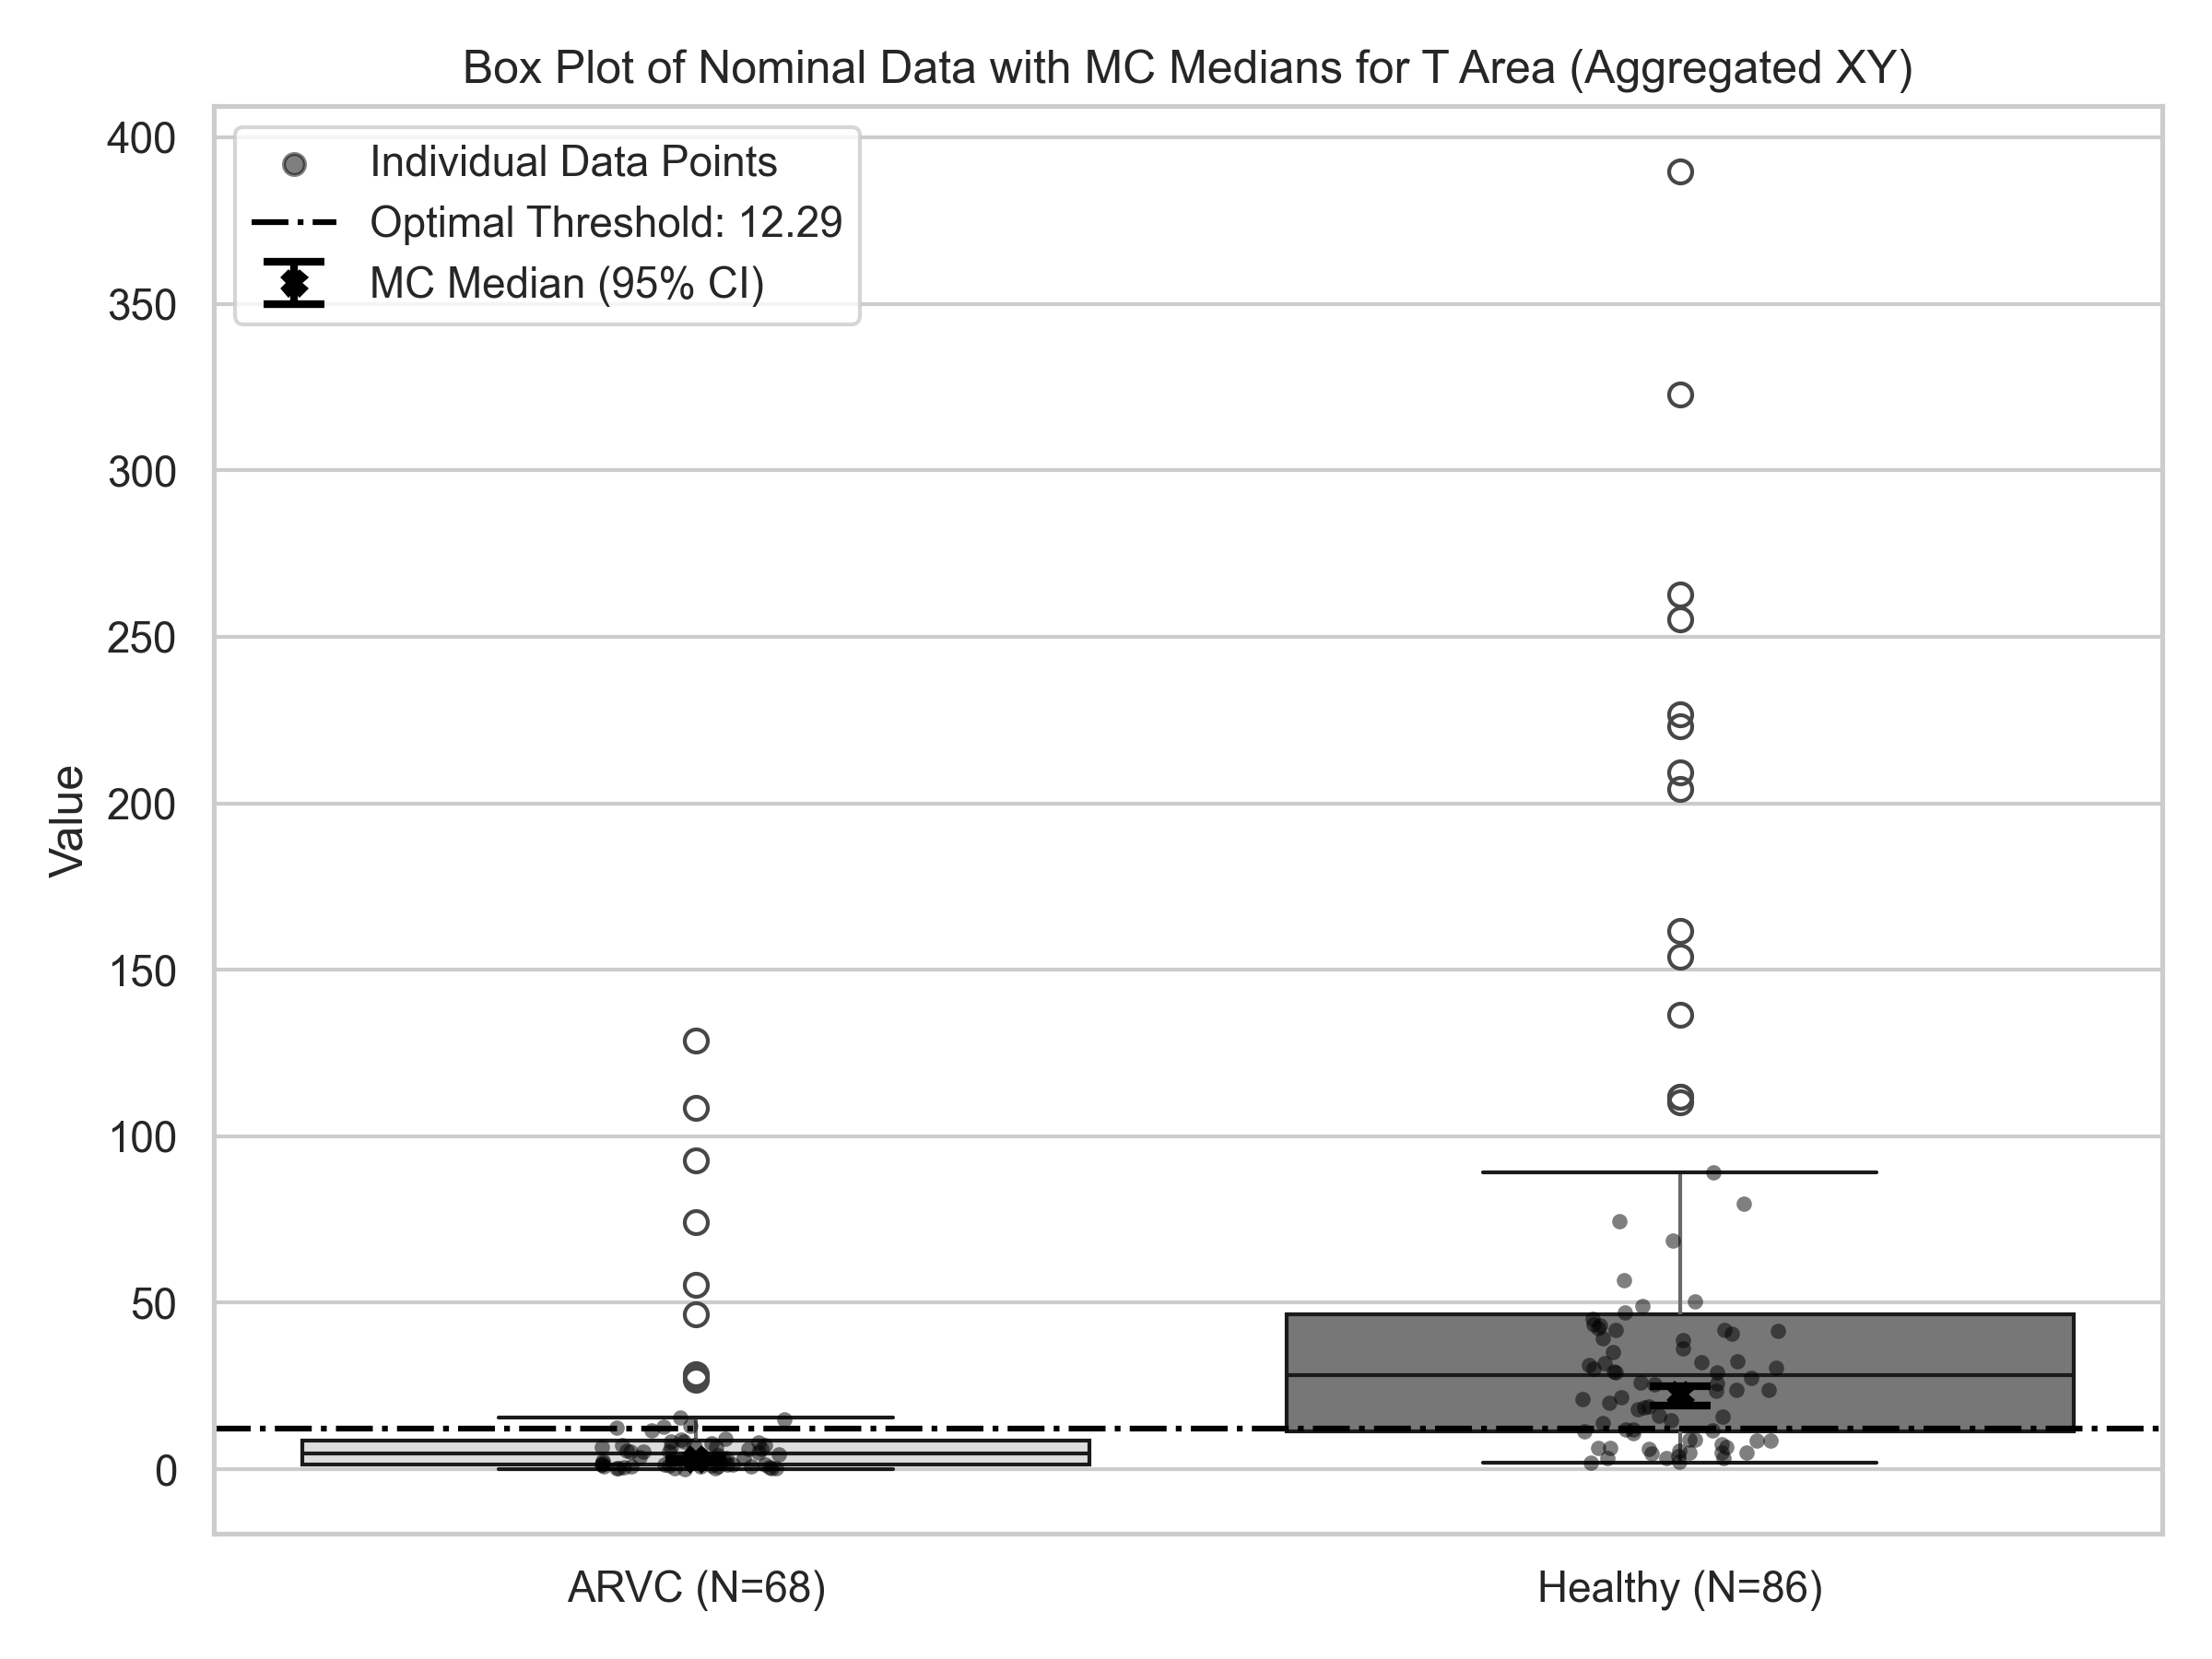 Box Plot of Nominal Data with MC Medians for T Area (Aggregated XY)
400
350
300
250
200
150
100
50
0
Value
Individual Data Points
Optimal Threshold: 12.29
MC Median (95% CI)
ARVC (N=68)
Healthy (N=86)